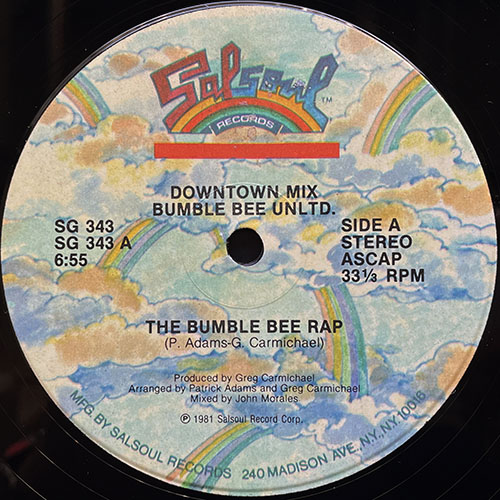 Salsoul TM
RECORDS
DOWNTOWN MIX
BUMBLE BEE UNLTD.
SG 343
SG 343 A
6:55
SIDE A
STEREO
ASCAP
33⅓ RPM
THE BUMBLE BEE RAP
(P. Adams-G. Carmichael)
Produced by Greg Carmichael
Arranged by Patrick Adams and Greg Carmichael
Mixed by John Morales
℗ 1981 Salsoul Record Corp.
MFG. BY SALSOUL RECORDS 240 MADISON AVE., N.Y., N.Y. 10016